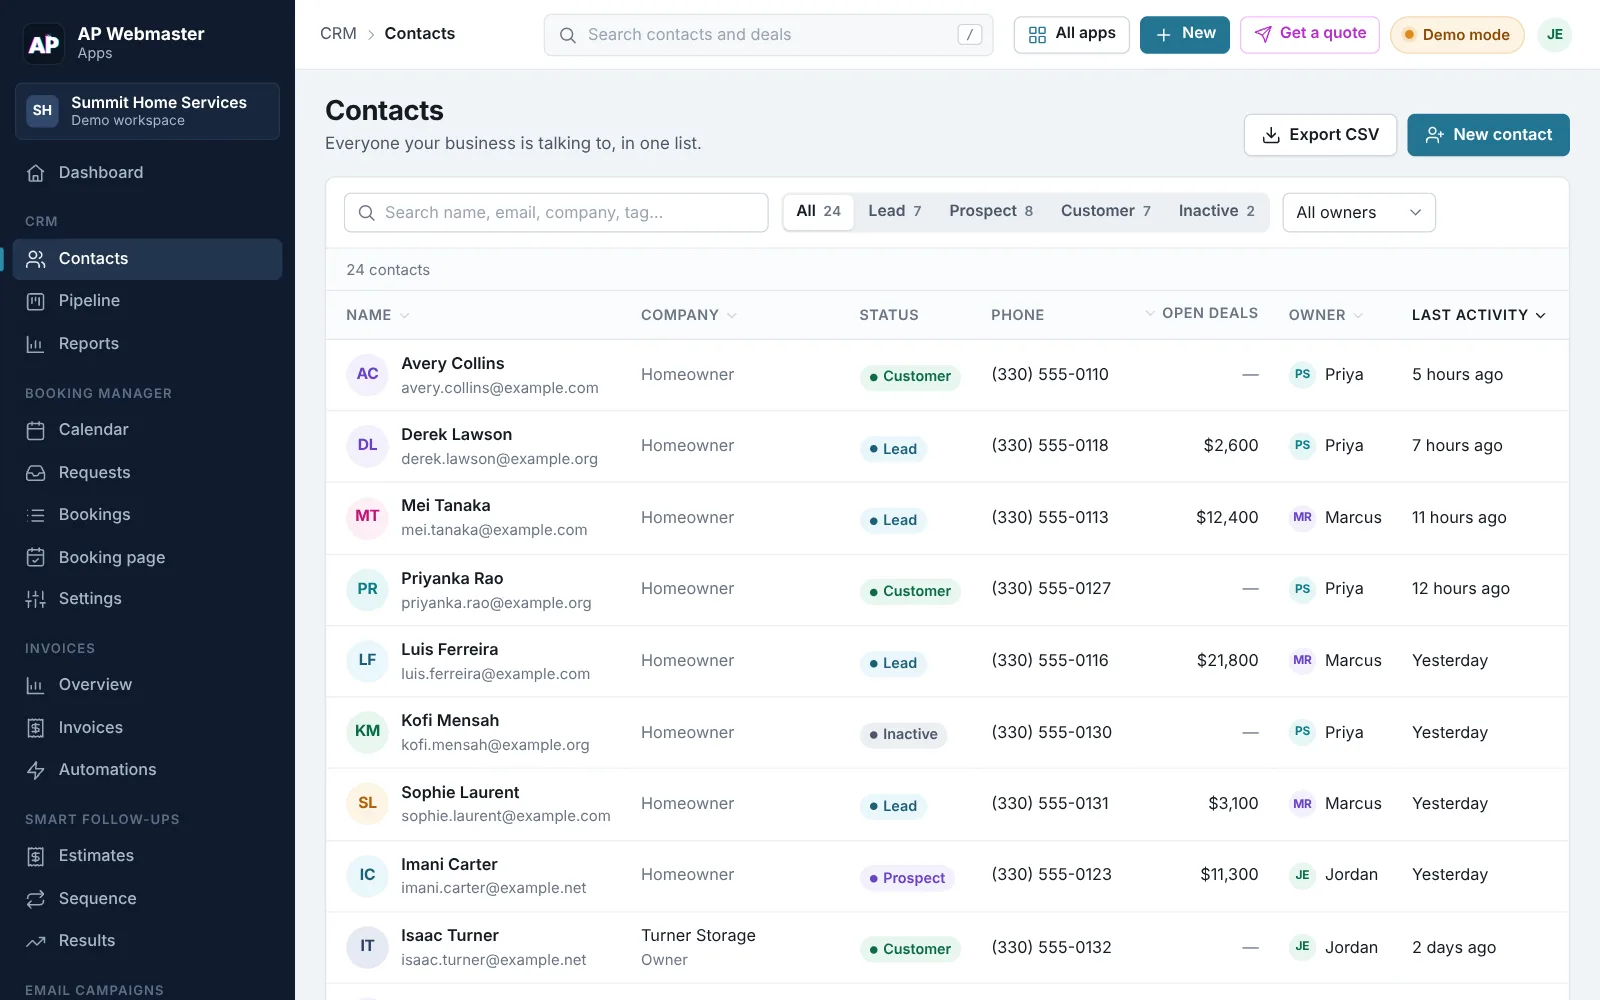 AP
AP Webmaster
Apps
SH
Summit Home Services
Demo workspace
Dashboard
CRM
Contacts
Pipeline
Reports
BOOKING MANAGER
Calendar
Requests
Bookings
Booking page
Settings
INVOICES
Overview
Invoices
Automations
SMART FOLLOW-UPS
Estimates
Sequence
Results
EMAIL CAMPAIGNS
CRM > Contacts
Search contacts and deals /
All apps
+ New
Get a quote
Demo mode
JE
Contacts
Everyone your business is talking to, in one list.
Export CSV
New contact
Search name, email, company, tag...
All 24 Lead 7 Prospect 8 Customer 7 Inactive 2
All owners
24 contacts
NAME COMPANY STATUS PHONE OPEN DEALS OWNER LAST ACTIVITY
AC Avery Collins Homeowner Customer (330) 555-0110 — PS Priya 5 hours ago
avery.collins@example.com
DL Derek Lawson Homeowner Lead (330) 555-0118 $2,600 PS Priya 7 hours ago
derek.lawson@example.org
MT Mei Tanaka Homeowner Lead (330) 555-0113 $12,400 MR Marcus 11 hours ago
mei.tanaka@example.com
PR Priyanka Rao Homeowner Customer (330) 555-0127 — PS Priya 12 hours ago
priyanka.rao@example.org
LF Luis Ferreira Homeowner Lead (330) 555-0116 $21,800 MR Marcus Yesterday
luis.ferreira@example.com
KM Kofi Mensah Homeowner Inactive (330) 555-0130 — PS Priya Yesterday
kofi.mensah@example.org
SL Sophie Laurent Homeowner Lead (330) 555-0131 $3,100 MR Marcus Yesterday
sophie.laurent@example.com
IC Imani Carter Homeowner Prospect (330) 555-0123 $11,300 JE Jordan Yesterday
imani.carter@example.net
IT Isaac Turner Turner Storage Customer (330) 555-0132 — JE Jordan 2 days ago
isaac.turner@example.net Owner